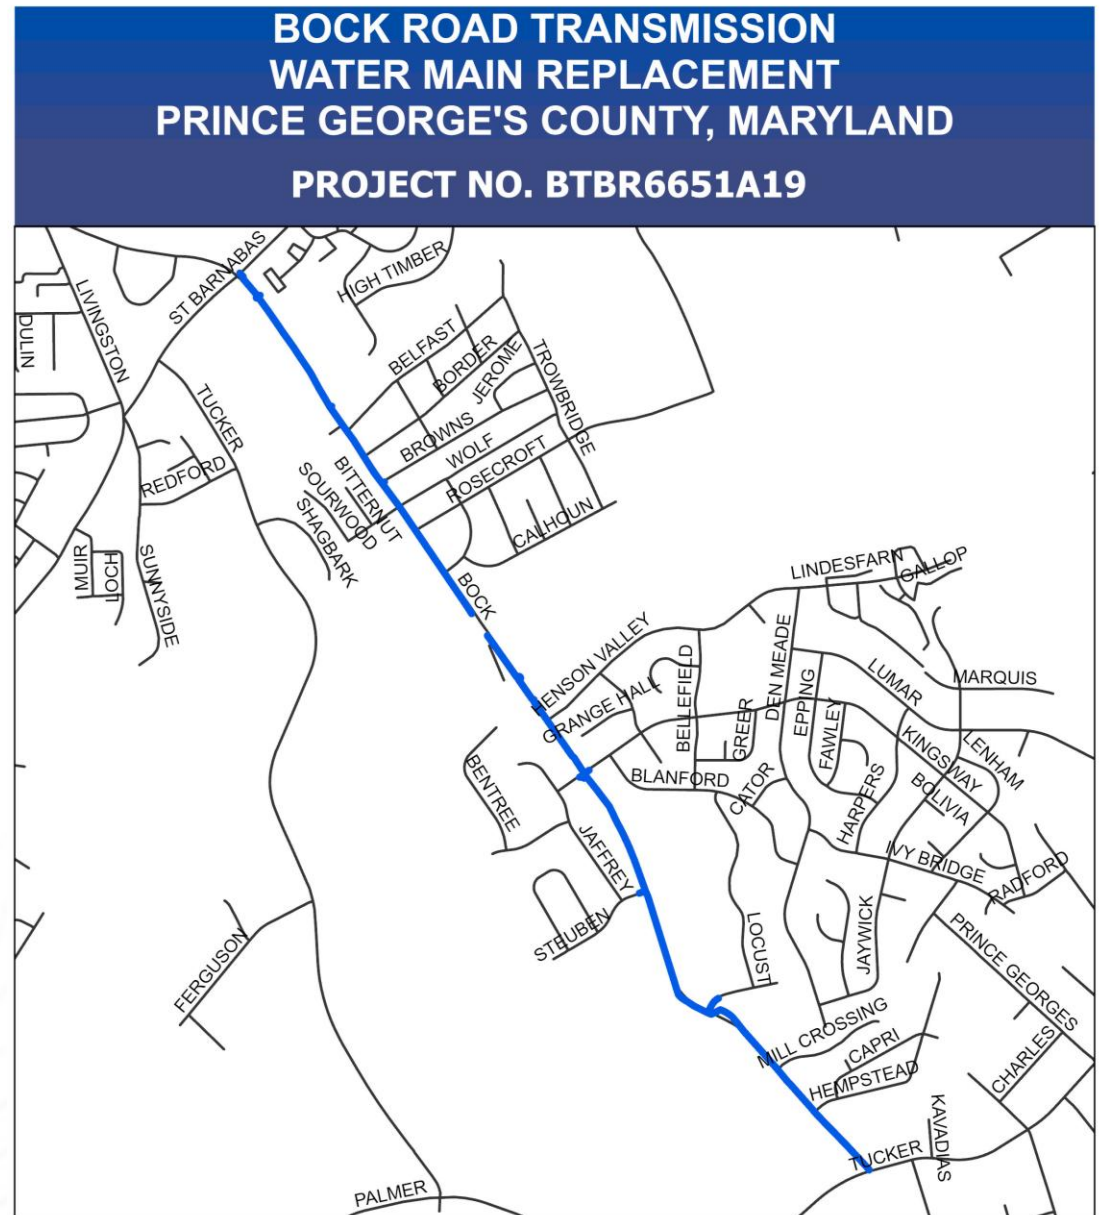 BOCK ROAD TRANSMISSION
WATER MAIN REPLACEMENT
PRINCE GEORGE'S COUNTY, MARYLAND
PROJECT NO. BTBR6651A19
ST BARNABAS
HIGH TIMBER
LIVINGSTON
DULIN
BELFAST
BORDER
JEROME
TROWBRIDGE
TUCKER
BROWNS
WOLF
ROSECROFT
REDFORD
BITTERNUT
SOURWOOD
SHAGBARK
CALHOUN
MUIR
LOCH
SUNNYSIDE
BOCK
LINDESFARN
GALLOP
HENSON VALLEY
GRANGE HALL
BELLEFIELD
DEN MEADE
GREER
EPPING
FAWLEY
LUMAR
MARQUIS
KINGSWAY
LENHAM
BENTREE
BLANFORD
CATOR
HARPERS
BOLIVIA
JAFFREY
IVY BRIDGE
RADFORD
STEUBEN
LOCUST
JAYWICK
PRINCE GEORGES
FERGUSON
MILL CROSSING
CAPRI
HEMPSTEAD
CHARLES
KAVADIAS
TUCKER
PALMER